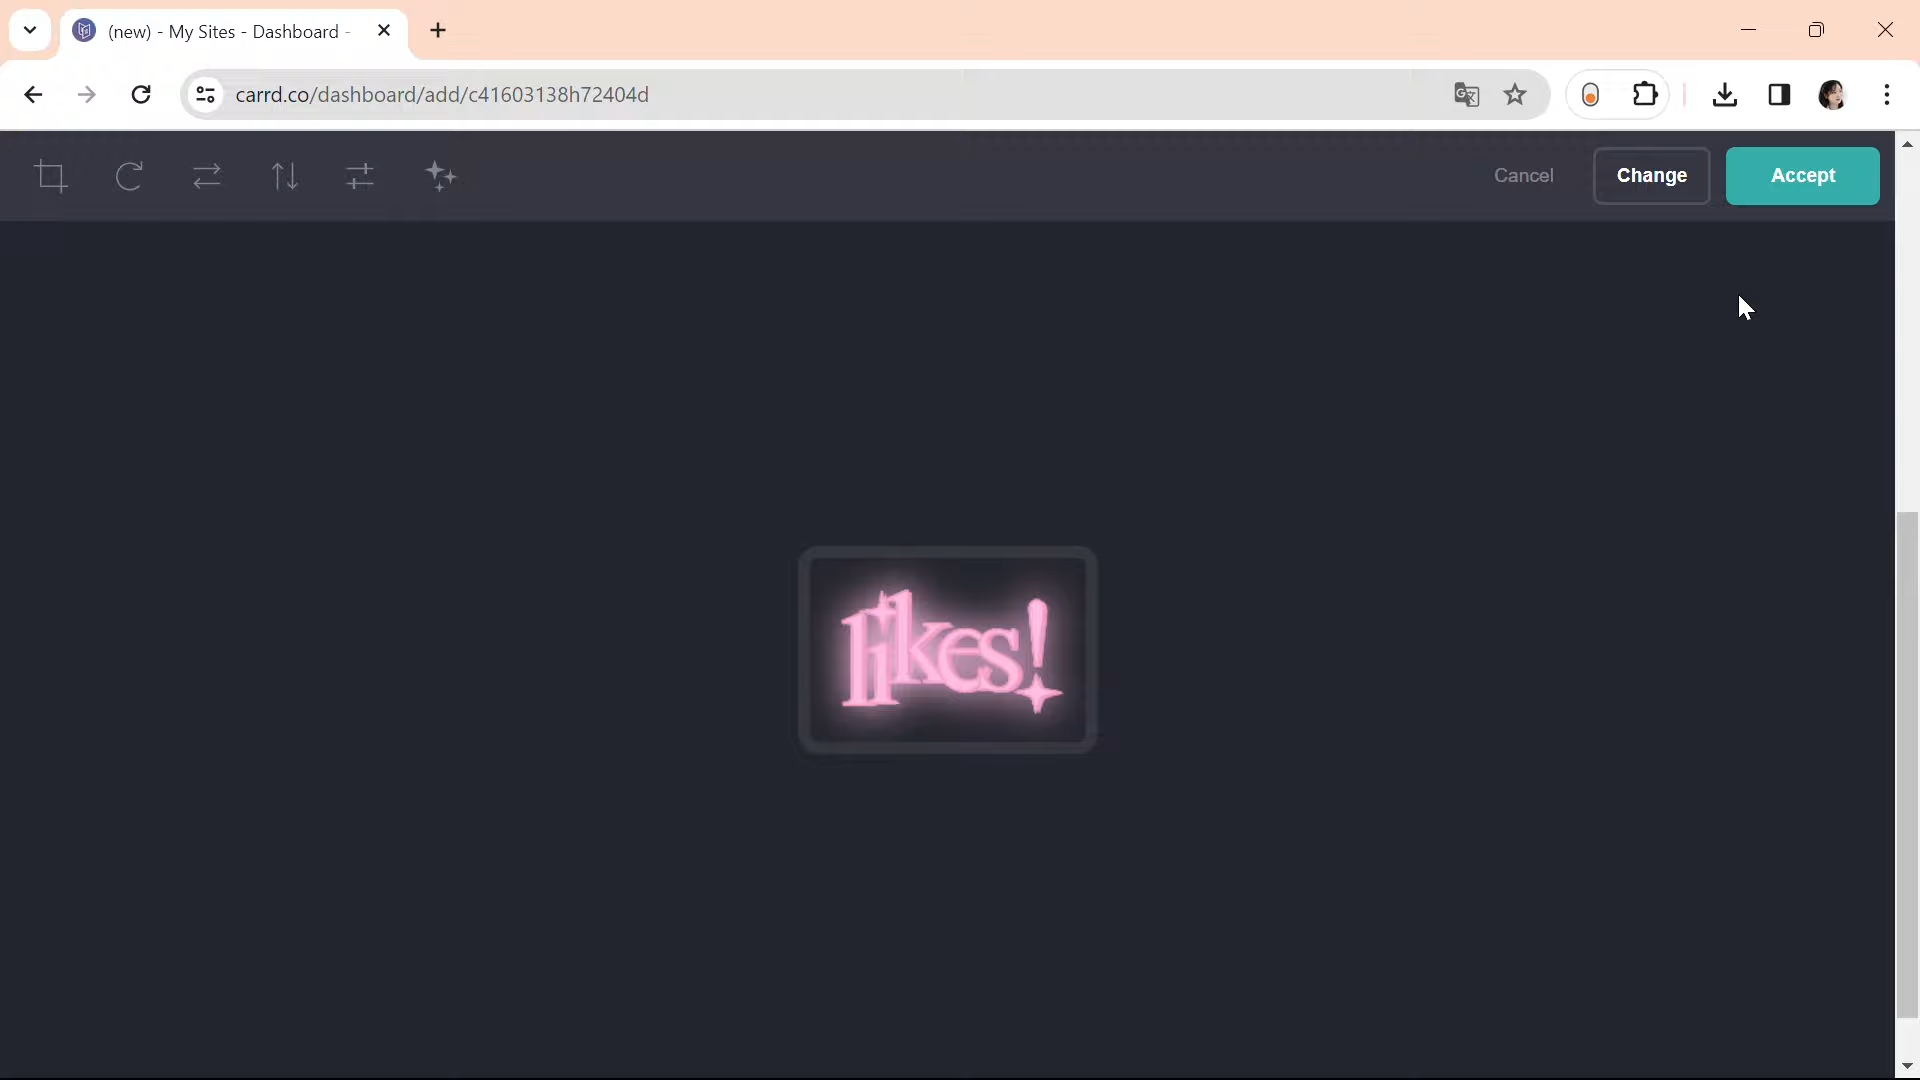 (new) - My Sites - Dashboard -
carrd.co/dashboard/add/c41603138h72404d
Cancel
Change
Accept
likes!